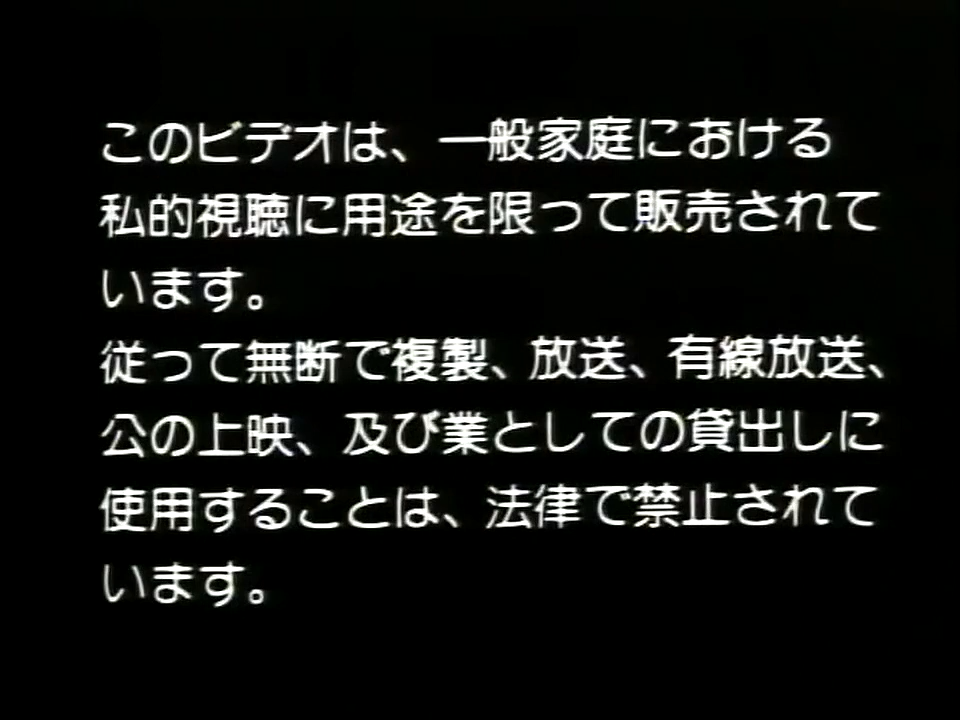 このビデオは、一般家庭における
私的視聴に用途を限って販売されて
います。
従って無断で複製、放送、有線放送、
公の上映、及び業としての貸出しに
使用することは、法律で禁止されて
います。